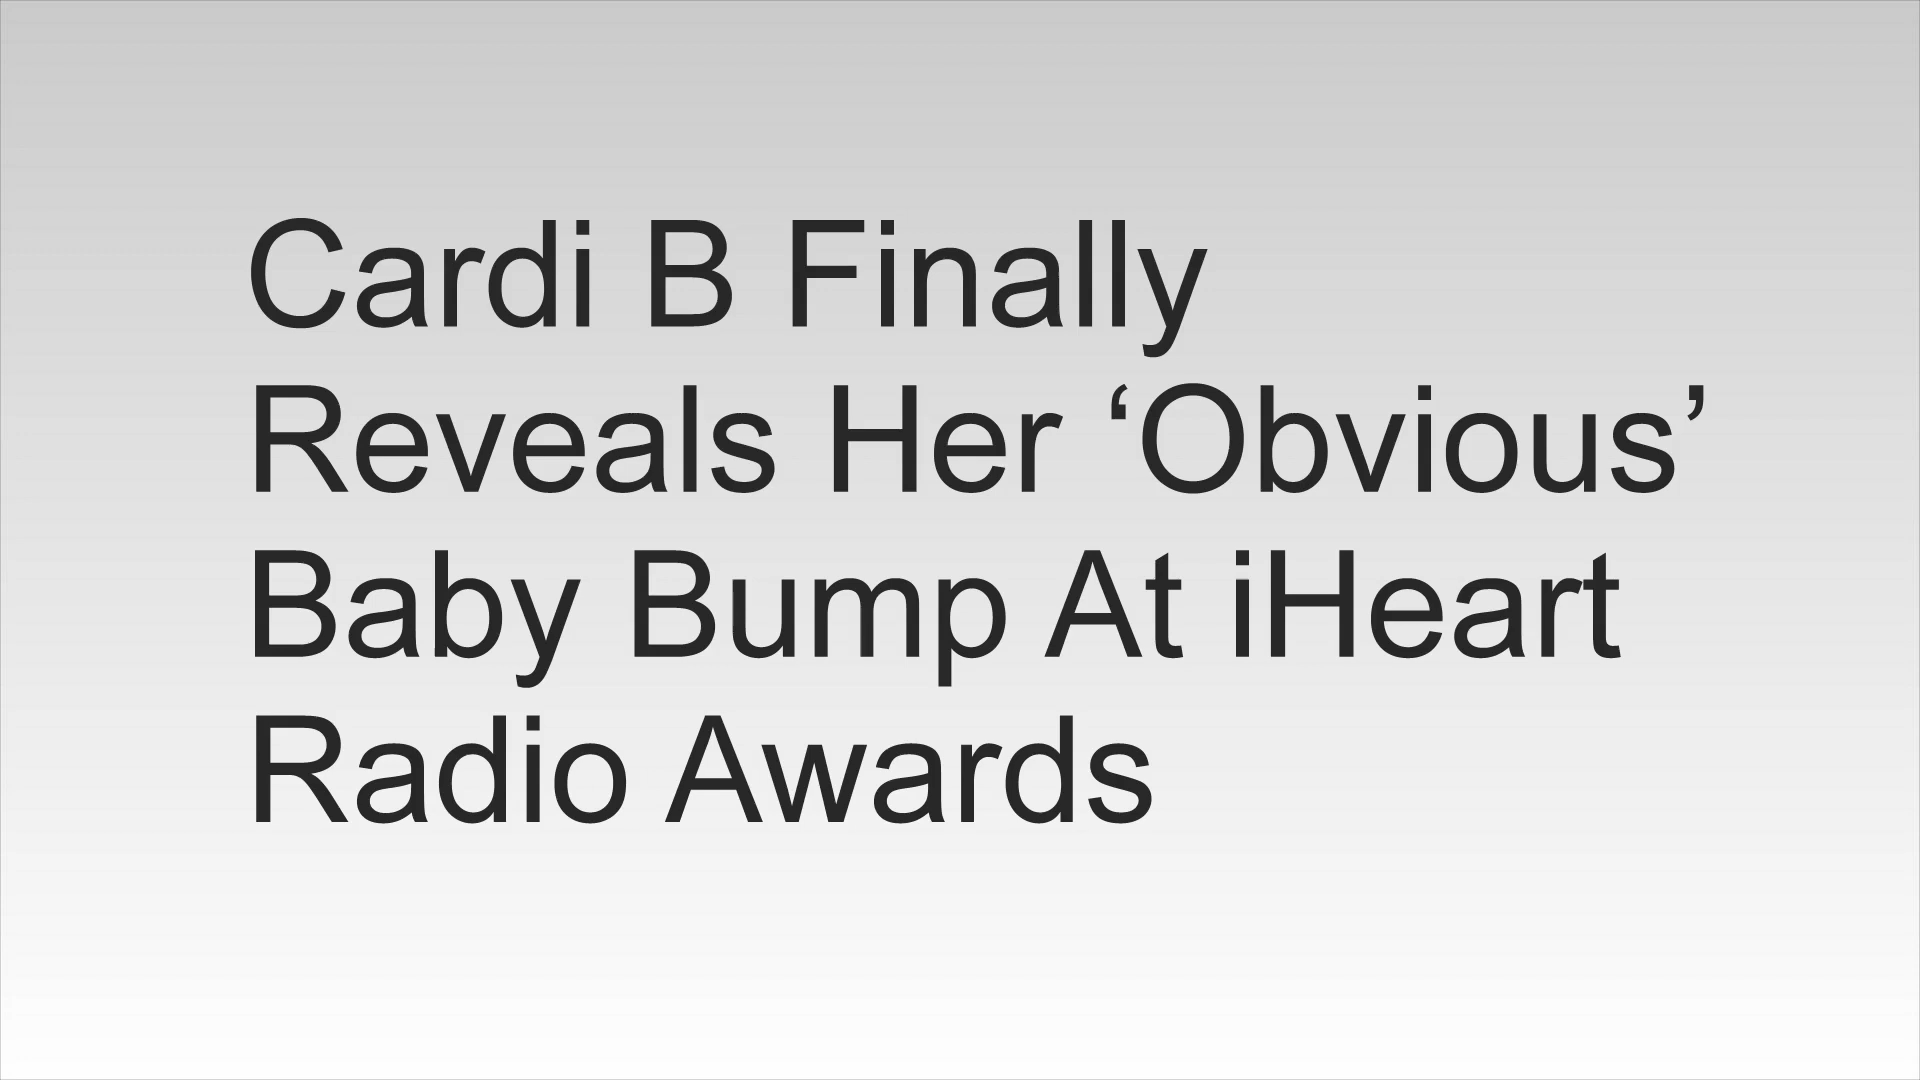 Cardi B Finally
Reveals Her ‘Obvious’
Baby Bump At iHeart
Radio Awards